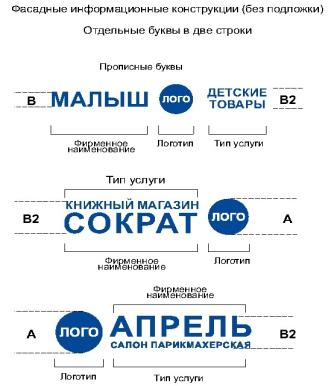 Фасадные информационные конструкции (без подложки)
Отдельные буквы в две строки
Прописные буквы
В МАЛЫШ ЛОГО ДЕТСКИЕ ТОВАРЫ В2
Фирменное наименование Логотип Тип услуги
Тип услуги
КНИЖНЫЙ МАГАЗИН
В2 СОКРАТ ЛОГО А
Фирменное наименование Логотип
Фирменное наименование
А ЛОГО АПРЕЛЬ В2
САЛОН ПАРИКМАХЕРСКАЯ
Логотип Тип услуги